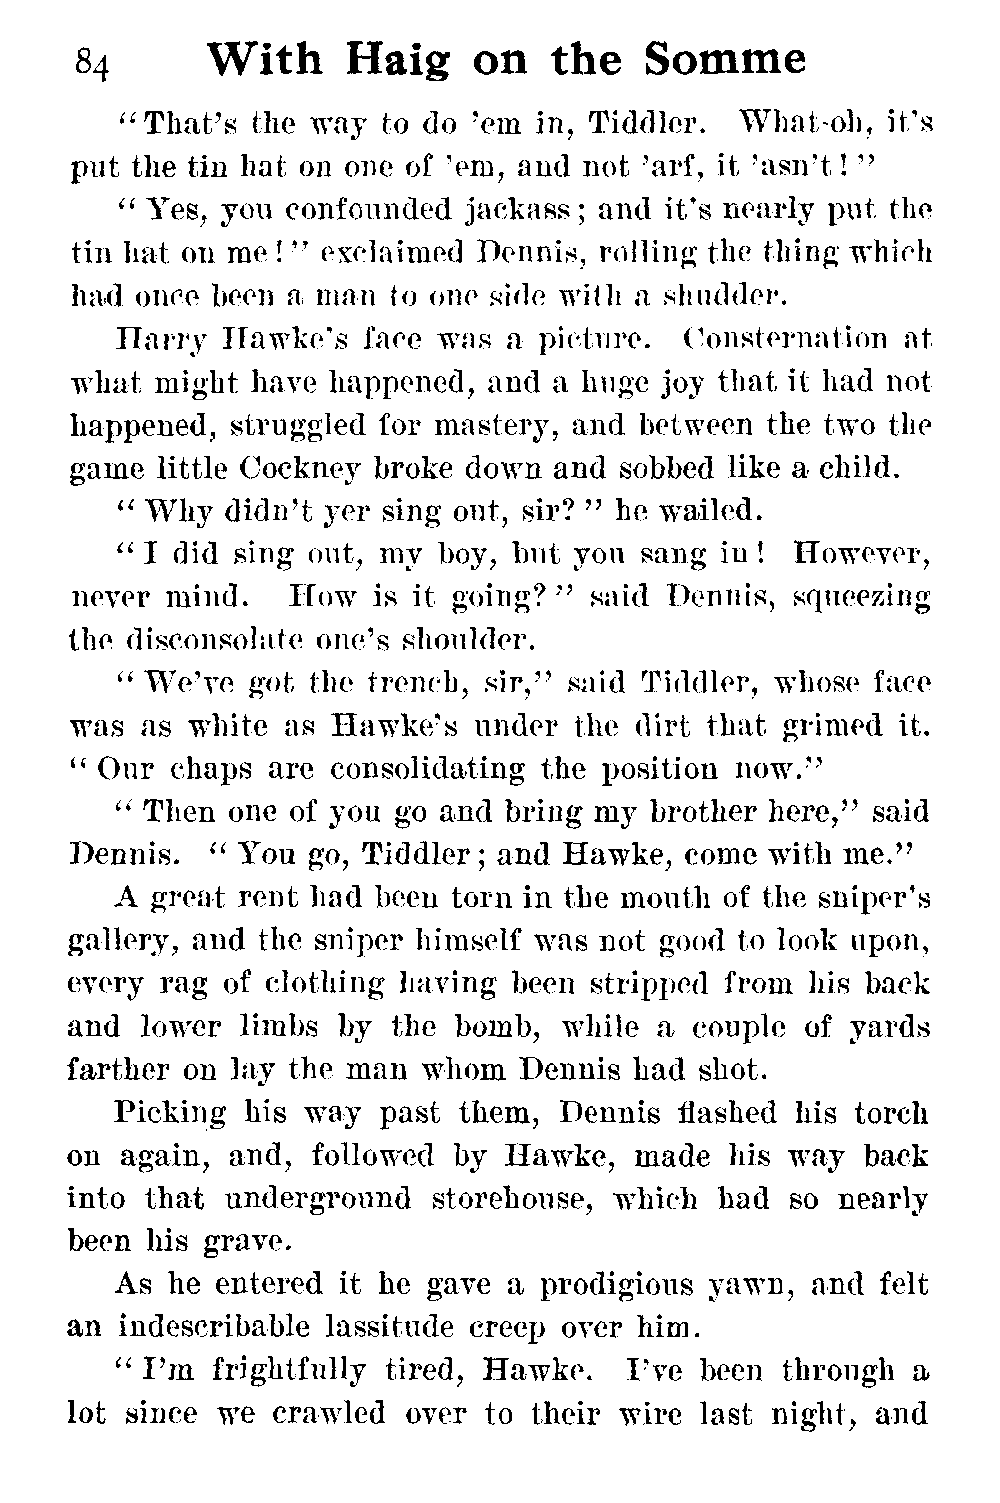 84 With Haig on the Somme
"That's the way to do 'em in, Tiddler. What-oh, it's
put the tin hat on one of 'em, and not 'arf, it 'asn't!"
"Yes, you confounded jackass; and it's nearly put the
tin hat on me!" exclaimed Dennis, rolling the thing which
had once been a man to one side with a shudder.
Harry Hawke's face was a picture. Consternation at
what might have happened, and a huge joy that it had not
happened, struggled for mastery, and between the two the
game little Cockney broke down and sobbed like a child.
"Why didn't yer sing out, sir?" he wailed.
"I did sing out, my boy, but you sang in! However,
never mind. How is it going?" said Dennis, squeezing
the disconsolate one's shoulder.
"We've got the trench, sir," said Tiddler, whose face
was as white as Hawke's under the dirt that grimed it.
"Our chaps are consolidating the position now."
"Then one of you go and bring my brother here," said
Dennis. "You go, Tiddler; and Hawke, come with me."
A great rent had been torn in the mouth of the sniper's
gallery, and the sniper himself was not good to look upon,
every rag of clothing having been stripped from his back
and lower limbs by the bomb, while a couple of yards
farther on lay the man whom Dennis had shot.
Picking his way past them, Dennis flashed his torch
on again, and, followed by Hawke, made his way back
into that underground storehouse, which had so nearly
been his grave.
As he entered it he gave a prodigious yawn, and felt
an indescribable lassitude creep over him.
"I'm frightfully tired, Hawke. I've been through a
lot since we crawled over to their wire last night, and